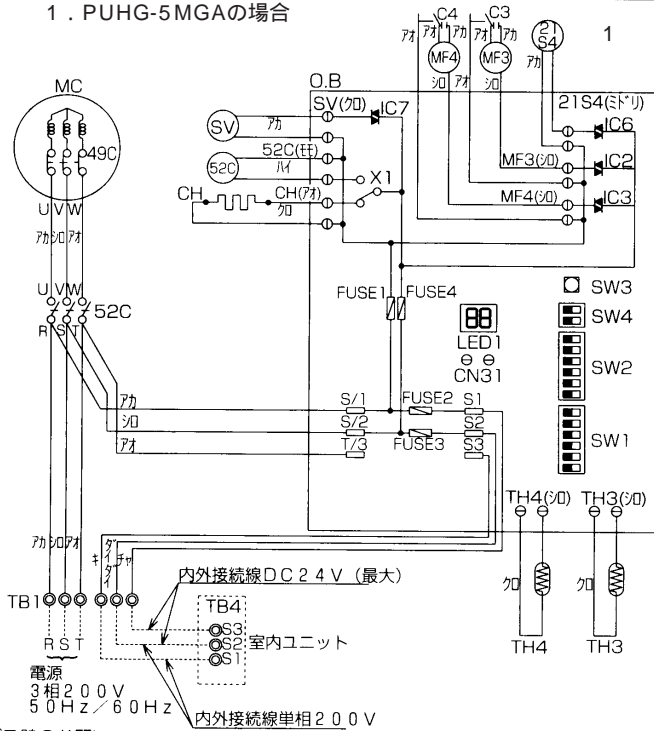 1．PUHG-5MGAの場合
C4 C3
アオ アカ アオ アカ
MF4 MF3
21
S4
1
シロ アオ シロ アカ
MC
O.B
SV(クロ) IC7
21S4(ミドリ)
SV アカ
IC6
49C
52C(モモ)
52C ハイ
X1
MF3(シロ) IC2
CH CH(アオ)
クロ
MF4(シロ) IC3
U V W
アカ シロ アオ
U V W
52C
R S T
FUSE1 FUSE4
SW3
88
SW4
LED1
CN31
SW2
アカ S/1 FUSE2 S1
シロ S/2 S2
アオ T/3 FUSE3 S3
SW1
TH4(シロ) TH3(シロ)
アカ シロ アオ キ ダイダイ チャ
クロ クロ
内外接続線DC24V (最大)
TB1
TB4
S3
S2 室内ユニット
S1
TH4 TH3
R S T
電源
3相200V
50Hz／60Hz
内外接続線単相200V